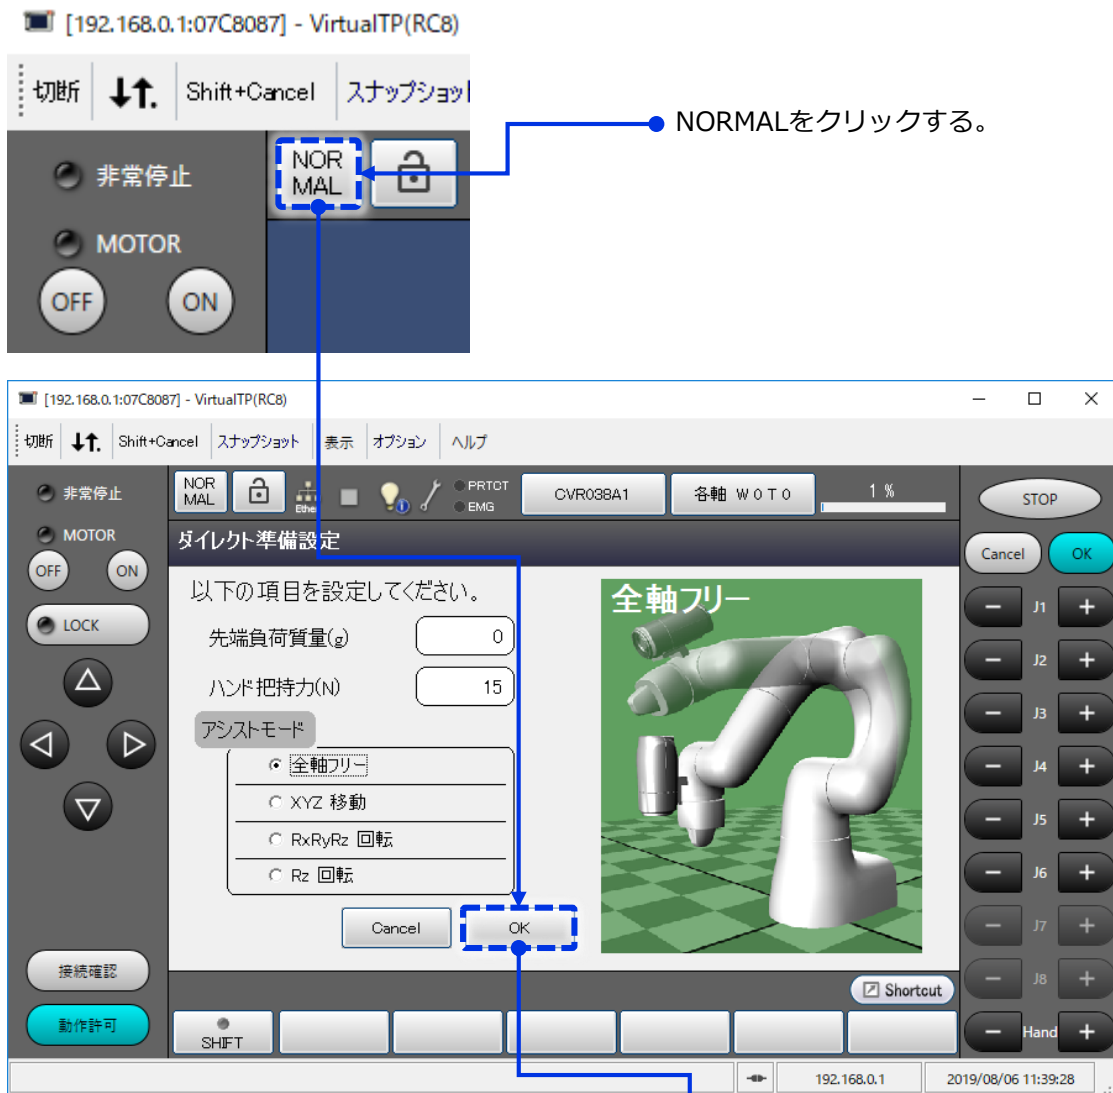 [192.168.0.1:07C8087] - VirtualTP(RC8)
切断 Shift+Cancel スナップショット
NORMALをクリックする。
NOR
MAL
非常停止
MOTOR
OFF ON
[192.168.0.1:07C8087] - VirtualTP(RC8)
切断 Shift+Cancel スナップショット 表示 オプション ヘルプ
非常停止
MOTOR
OFF ON
LOCK
接続確認
動作許可
NOR
MAL
Ether
PRTCT
EMG
CVR038A1
各軸 W0T0
1 %
ダイレクト準備設定
以下の項目を設定してください。
先端負荷質量(g) 0
ハンド把持力(N) 15
アシストモード
全軸フリー
XYZ 移動
RxRyRz 回転
Rz 回転
Cancel OK
全軸フリー
Shortcut
SHIFT
STOP
Cancel OK
− J1 +
− J2 +
− J3 +
− J4 +
− J5 +
− J6 +
− J7 +
− J8 +
− Hand +
192.168.0.1 2019/08/06 11:39:28